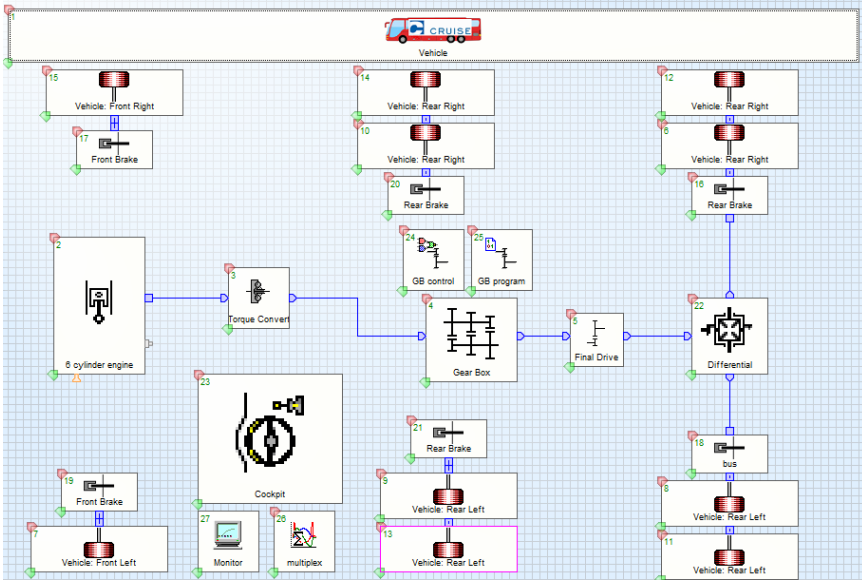 1
CRUISE
Vehicle
15
Vehicle: Front Right
14
Vehicle: Rear Right
12
Vehicle: Rear Right
17
Front Brake
10
Vehicle: Rear Right
6
Vehicle: Rear Right
20
Rear Brake
16
Rear Brake
2
6 cylinder engine
24
GB control
25
GB program
3
Torque Convert
4
Gear Box
5
Final Drive
22
Differential
23
Cockpit
21
Rear Brake
18
bus
19
Front Brake
9
Vehicle: Rear Left
8
Vehicle: Rear Left
7
Vehicle: Front Left
27
Monitor
26
multiplex
13
Vehicle: Rear Left
11
Vehicle: Rear Left